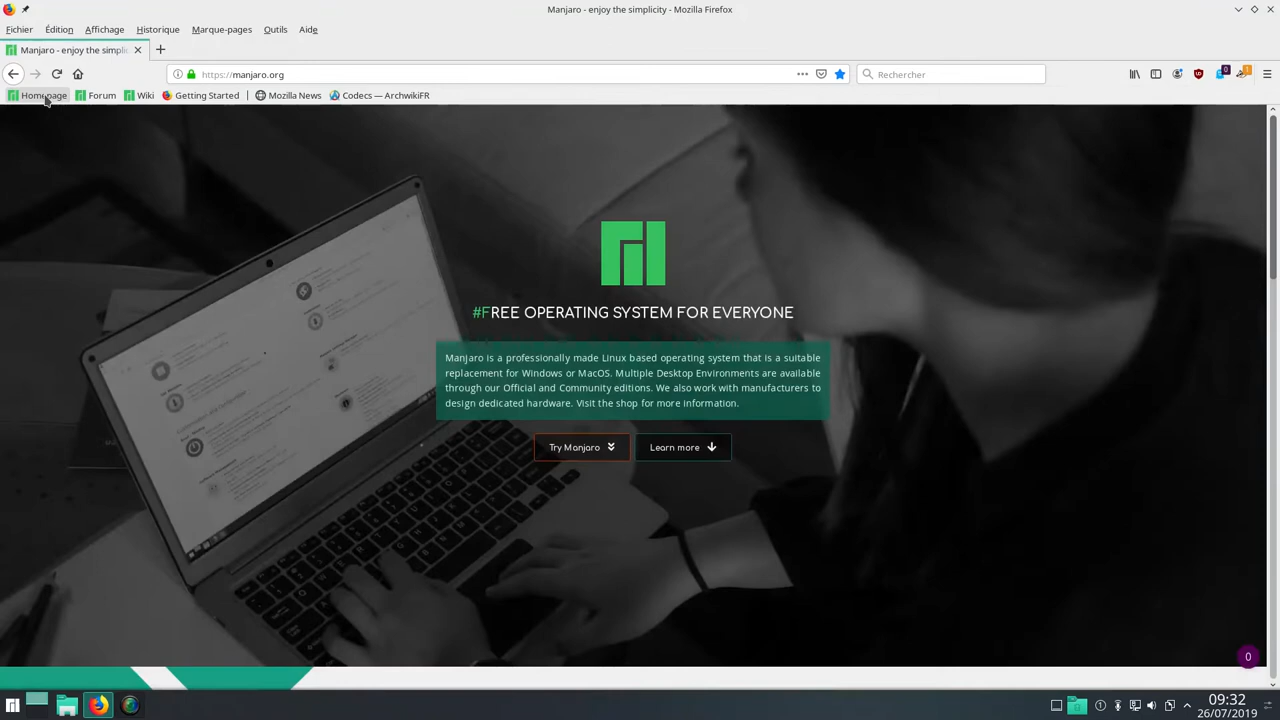 Manjaro - enjoy the simplicity - Mozilla Firefox
Fichier Édition Affichage Historique Marque-pages Outils Aide
Manjaro - enjoy the simplic
https://manjaro.org
Rechercher
0
1
Homepage Forum Wiki Getting Started Mozilla News Codecs — ArchwikiFR
#FREE OPERATING SYSTEM FOR EVERYONE
Manjaro is a professionally made Linux based operating system that is a suitable
replacement for Windows or MacOS. Multiple Desktop Environments are available
through our Official and Community editions. We also work with manufacturers to
design dedicated hardware. Visit the shop for more information.
Try Manjaro Learn more
0
09:32
26/07/2019